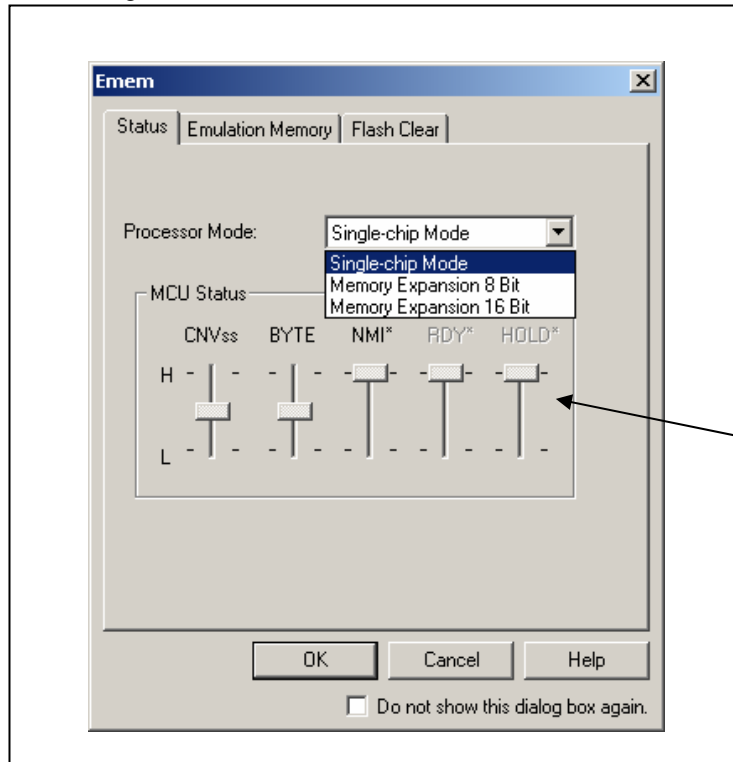 Emem
Status Emulation Memory Flash Clear
Processor Mode: Single-chip Mode
Single-chip Mode
Memory Expansion 8 Bit
Memory Expansion 16 Bit
MCU Status
CNVss BYTE NMI* RDY* HOLD*
H
L
OK Cancel Help
Do not show this dialog box again.